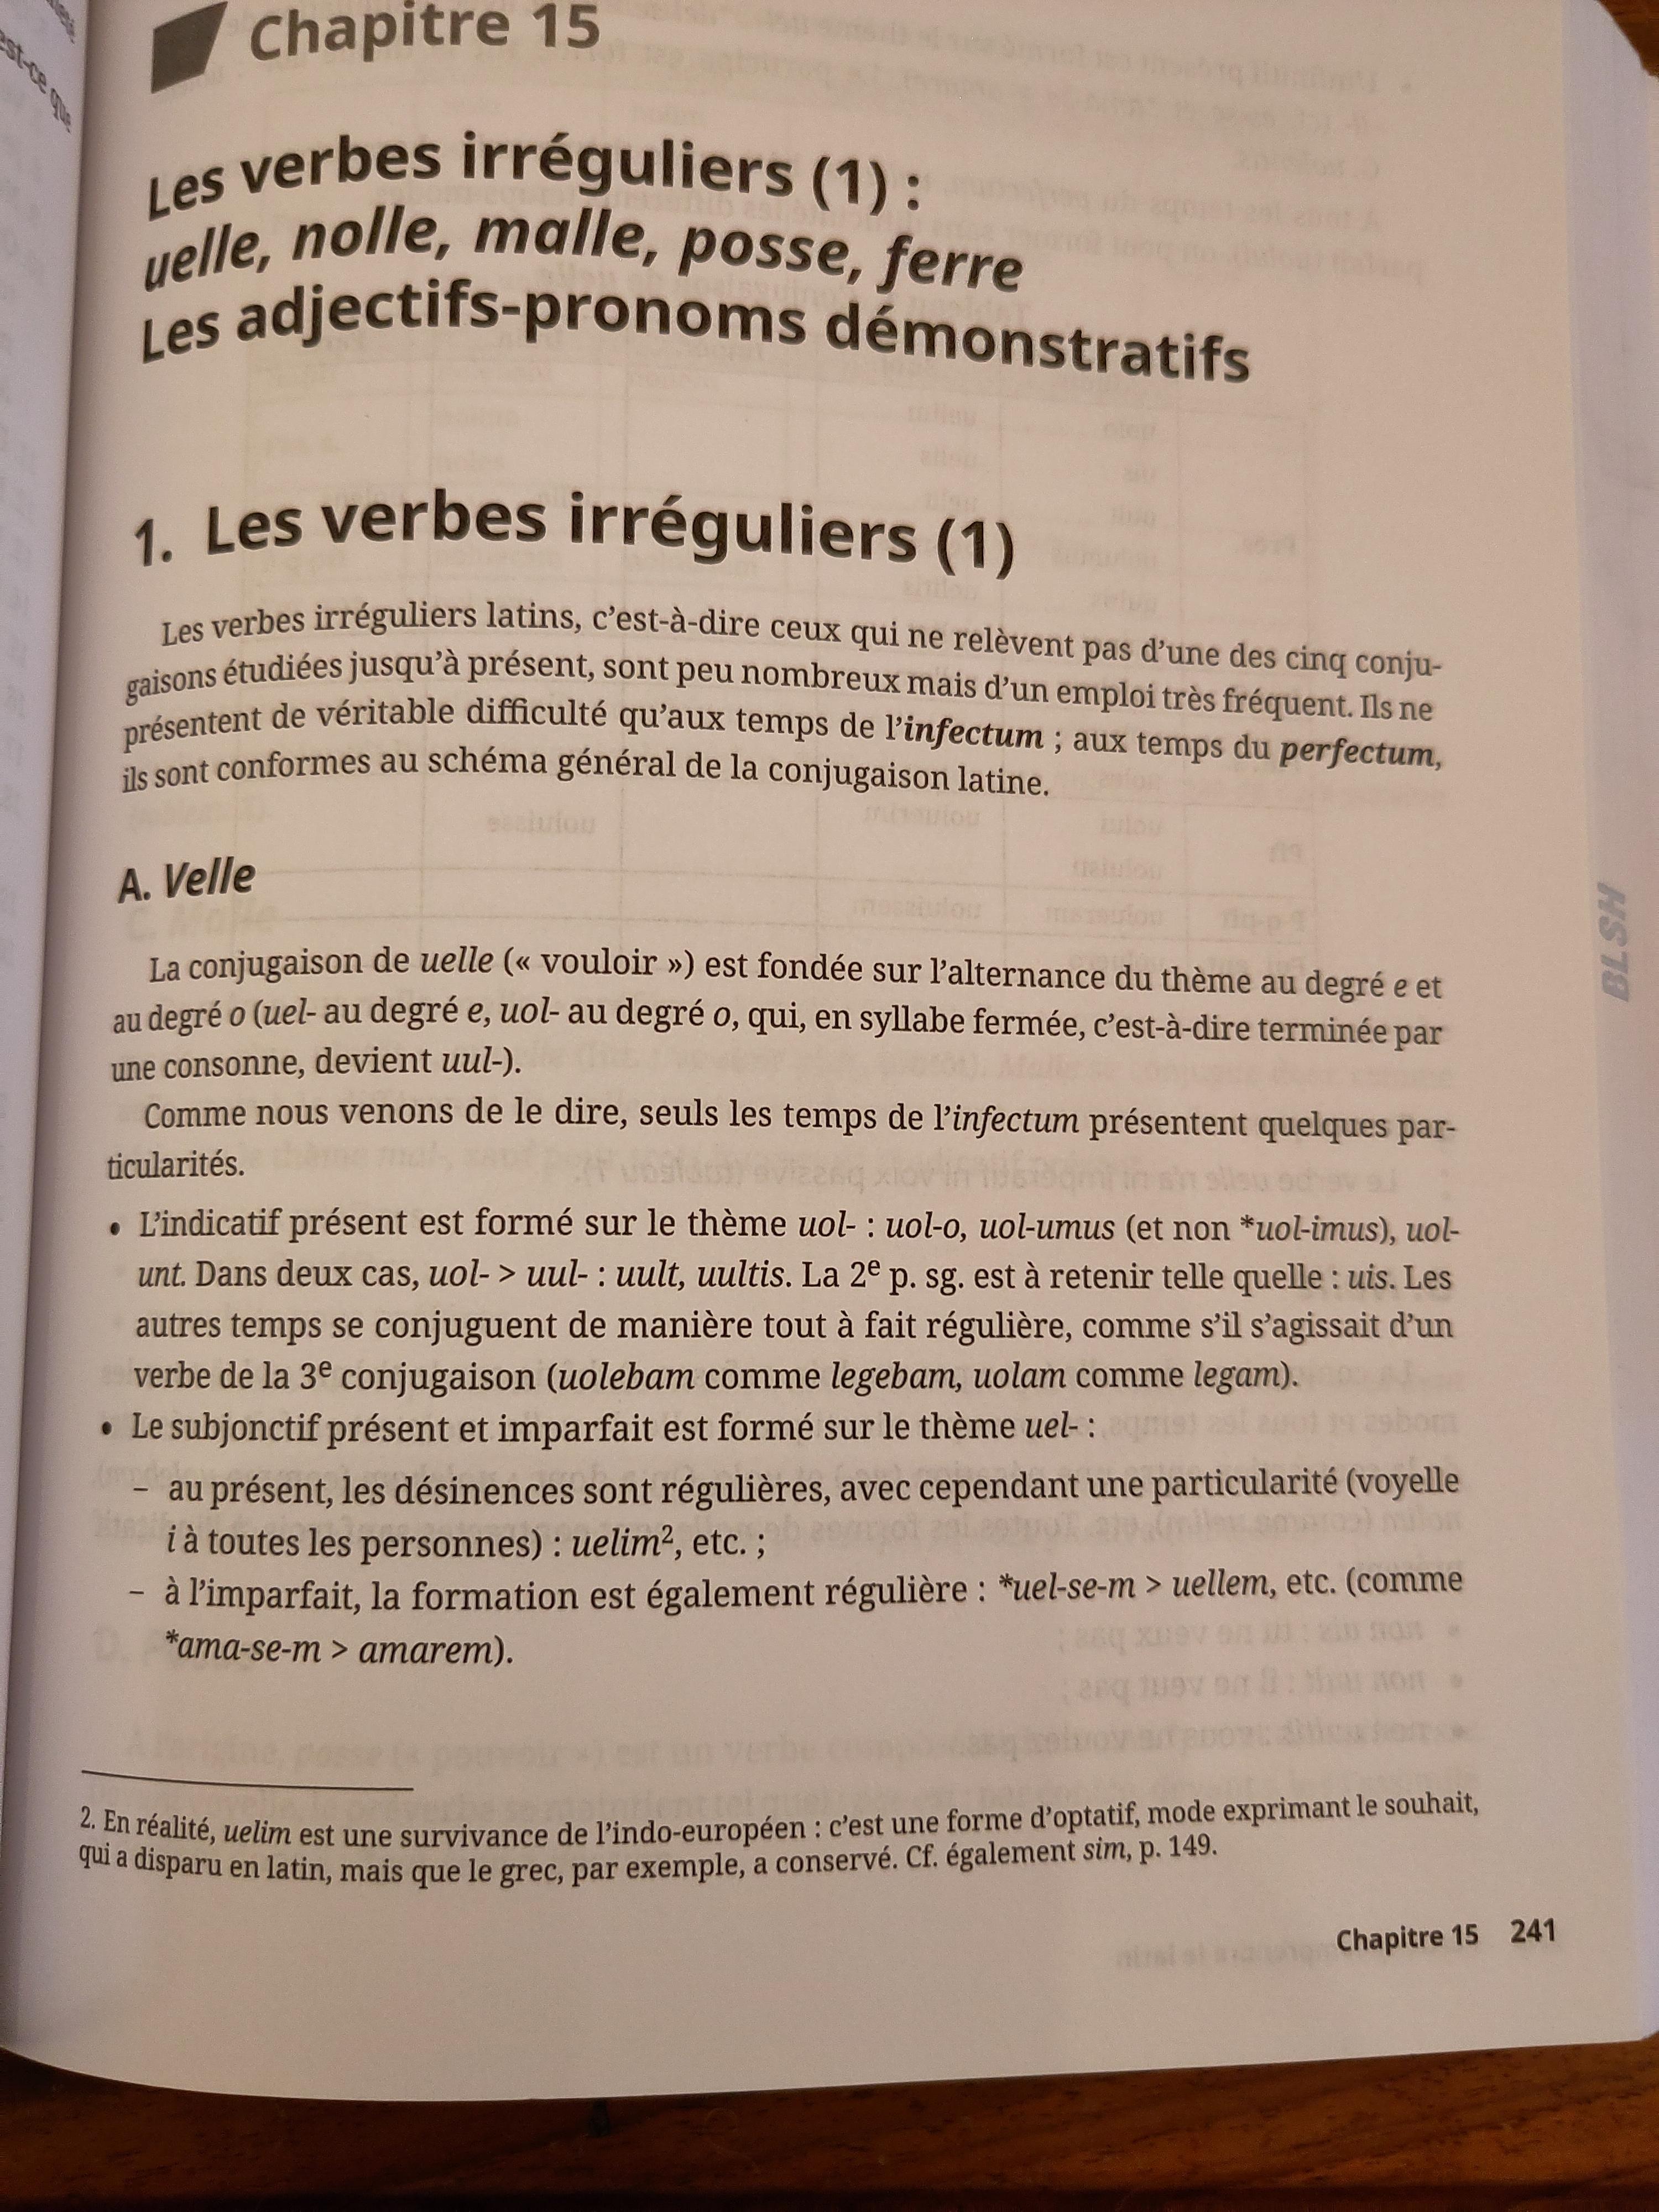 est-ce que
Chapitre 15
Les verbes irréguliers (1) :
uelle, nolle, malle, posse, ferre
Les adjectifs-pronoms démonstratifs
1. Les verbes irréguliers (1)
Les verbes irréguliers latins, c’est-à-dire ceux qui ne relèvent pas d’une des cinq conju-
gaisons étudiées jusqu’à présent, sont peu nombreux mais d’un emploi très fréquent. Ils ne
présentent de véritable difficulté qu’aux temps de l’infectum ; aux temps du perfectum,
ils sont conformes au schéma général de la conjugaison latine.
A. Velle
La conjugaison de uelle (« vouloir ») est fondée sur l’alternance du thème au degré e et
au degré o (uel- au degré e, uol- au degré o, qui, en syllabe fermée, c’est-à-dire terminée par
une consonne, devient uul-).
Comme nous venons de le dire, seuls les temps de l’infectum présentent quelques par-
ticularités.
• L’indicatif présent est formé sur le thème uol- : uol-o, uol-umus (et non *uol-imus), uol-
unt. Dans deux cas, uol- > uul- : uult, uultis. La 2e p. sg. est à retenir telle quelle : uis. Les
autres temps se conjuguent de manière tout à fait régulière, comme s’il s’agissait d’un
verbe de la 3e conjugaison (uolebam comme legebam, uolam comme legam).
• Le subjonctif présent et imparfait est formé sur le thème uel- :
– au présent, les désinences sont régulières, avec cependant une particularité (voyelle
i à toutes les personnes) : uelim², etc. ;
– à l’imparfait, la formation est également régulière : *uel-se-m > uellem, etc. (comme
*ama-se-m > amarem).
2. En réalité, uelim est une survivance de l’indo-européen : c’est une forme d’optatif, mode exprimant le souhait,
qui a disparu en latin, mais que le grec, par exemple, a conservé. Cf. également sim, p. 149.
Chapitre 15 241
BLSH